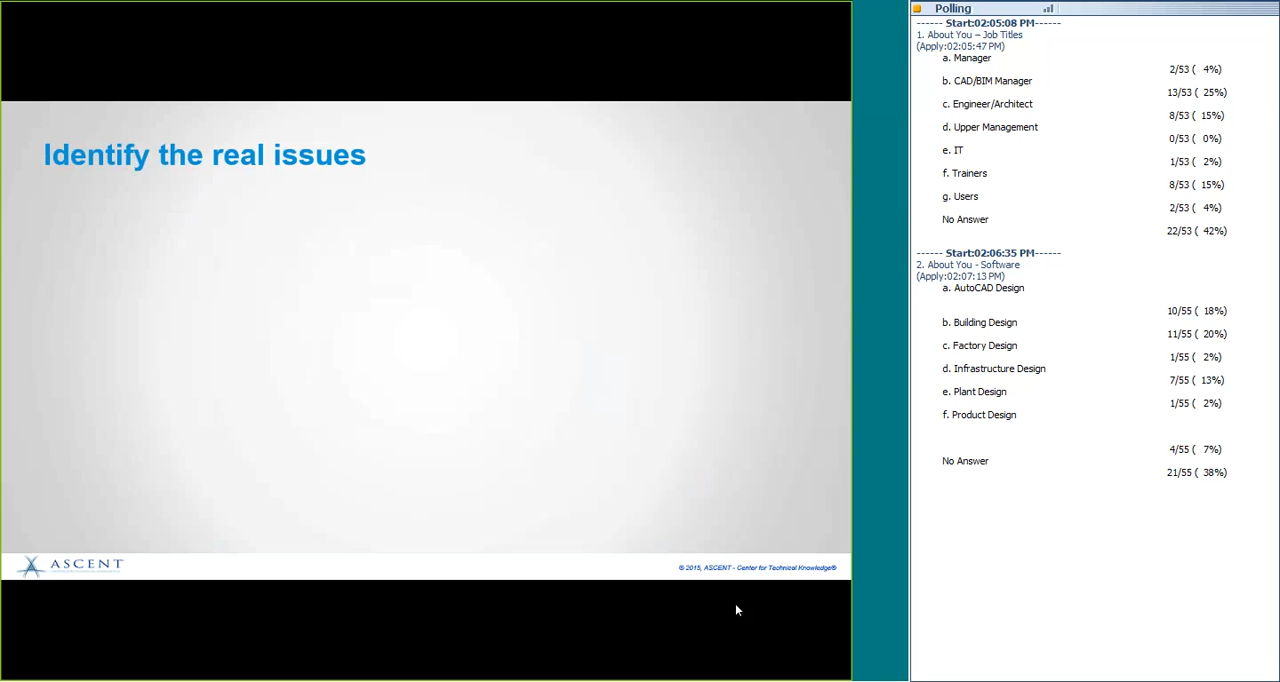 Identify the real issues
ASCENT
© 2015, ASCENT - Center for Technical Knowledge®
Polling
------ Start:02:05:08 PM------
1. About You – Job Titles
(Apply:02:05:47 PM)
a. Manager
2/53 ( 4%)
b. CAD/BIM Manager
13/53 ( 25%)
c. Engineer/Architect
8/53 ( 15%)
d. Upper Management
0/53 ( 0%)
e. IT
1/53 ( 2%)
f. Trainers
8/53 ( 15%)
g. Users
2/53 ( 4%)
No Answer
22/53 ( 42%)
------ Start:02:06:35 PM------
2. About You - Software
(Apply:02:07:13 PM)
a. AutoCAD Design
10/55 ( 18%)
b. Building Design
11/55 ( 20%)
c. Factory Design
1/55 ( 2%)
d. Infrastructure Design
7/55 ( 13%)
e. Plant Design
1/55 ( 2%)
f. Product Design
4/55 ( 7%)
No Answer
21/55 ( 38%)